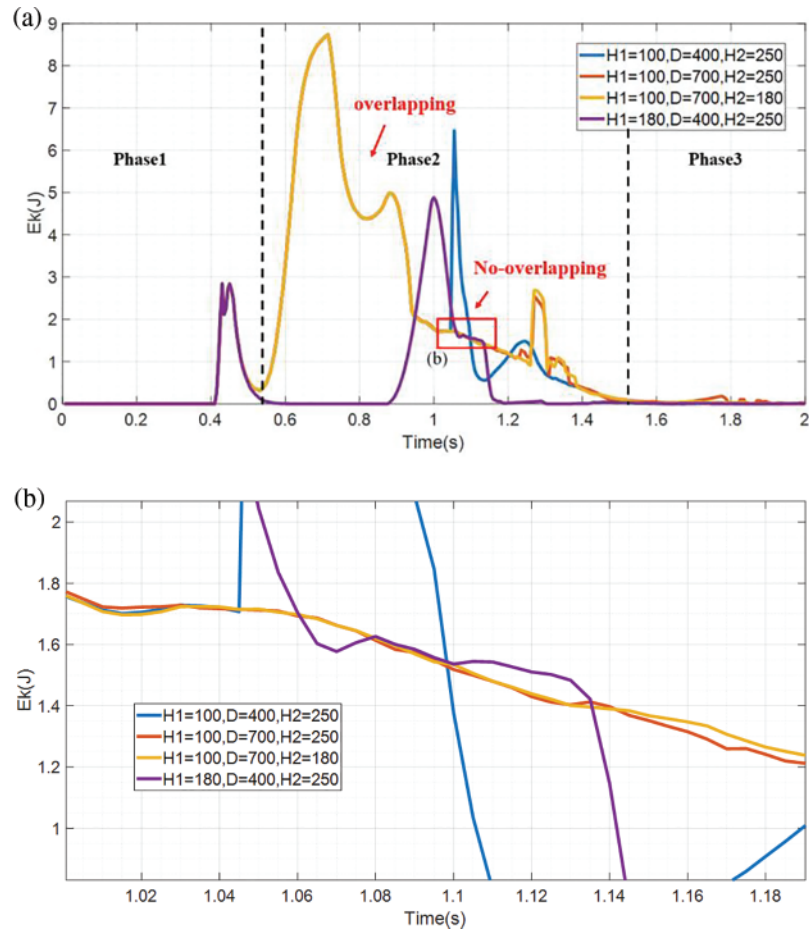 (a)
9
8
7
6
5
4
3
2
1
0
Ek(J)
H1=100,D=400,H2=250
H1=100,D=700,H2=250
H1=100,D=700,H2=180
H1=180,D=400,H2=250
overlapping
Phase1
Phase2
Phase3
No-overlapping
(b)
0 0.2 0.4 0.6 0.8 1 1.2 1.4 1.6 1.8 2
Time(s)
(b)
2
1.8
1.6
1.4
1.2
1
Ek(J)
H1=100,D=400,H2=250
H1=100,D=700,H2=250
H1=100,D=700,H2=180
H1=180,D=400,H2=250
1.02 1.04 1.06 1.08 1.1 1.12 1.14 1.16 1.18
Time(s)